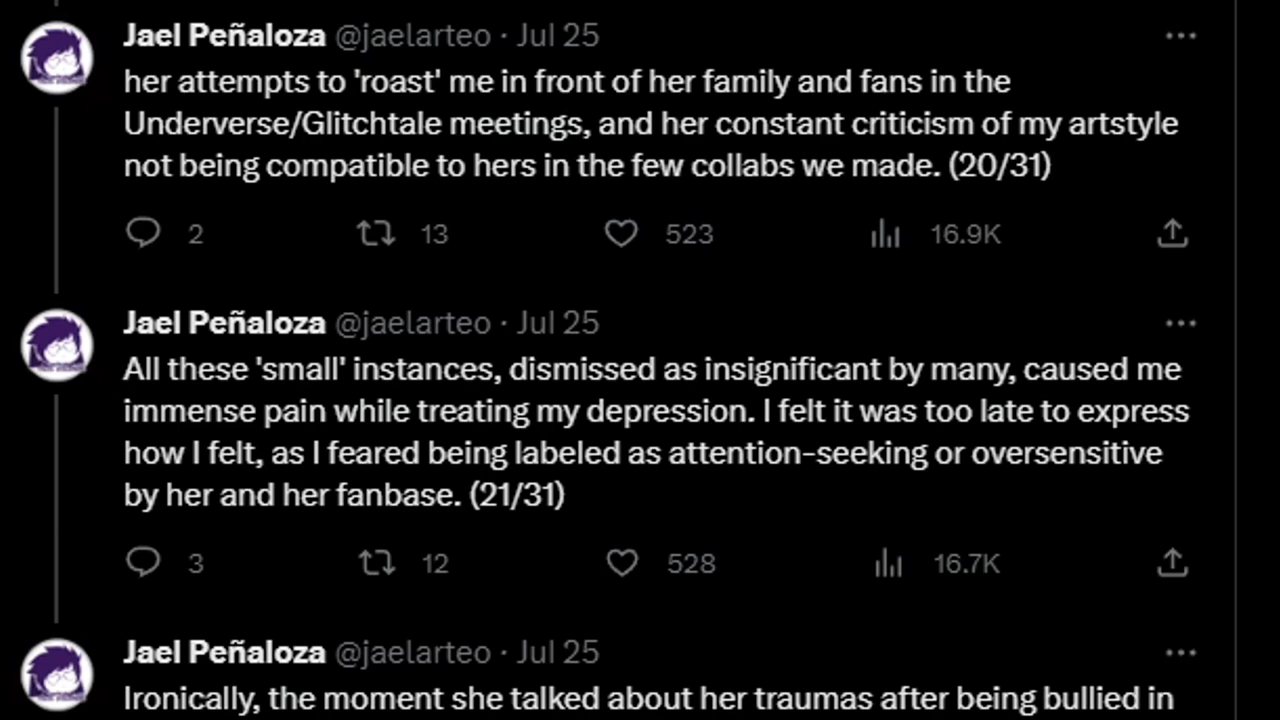 Jael Peñaloza @jaelarteo · Jul 25
her attempts to 'roast' me in front of her family and fans in the
Underverse/Glitchtale meetings, and her constant criticism of my artstyle
not being compatible to hers in the few collabs we made. (20/31)
2 13 523 16.9K
Jael Peñaloza @jaelarteo · Jul 25
All these 'small' instances, dismissed as insignificant by many, caused me
immense pain while treating my depression. I felt it was too late to express
how I felt, as I feared being labeled as attention-seeking or oversensitive
by her and her fanbase. (21/31)
3 12 528 16.7K
Jael Peñaloza @jaelarteo · Jul 25
Ironically, the moment she talked about her traumas after being bullied in